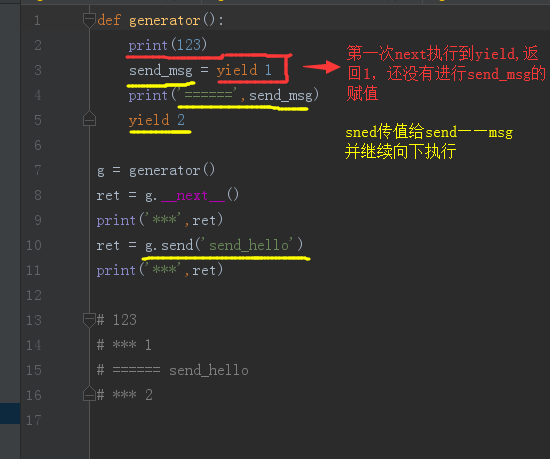 1 def generator():
2 print(123)
3 send_msg = yield 1
4 print('======',send_msg)
5 yield 2
6
7 g = generator()
8 ret = g.__next__()
9 print('***',ret)
10 ret = g.send('send_hello')
11 print('***',ret)
12
13 # 123
14 # *** 1
15 # ====== send_hello
16 # *** 2
17
第一次next执行到yield,返
回1，还没有进行send_msg的
赋值
sned传值给send——msg
并继续向下执行